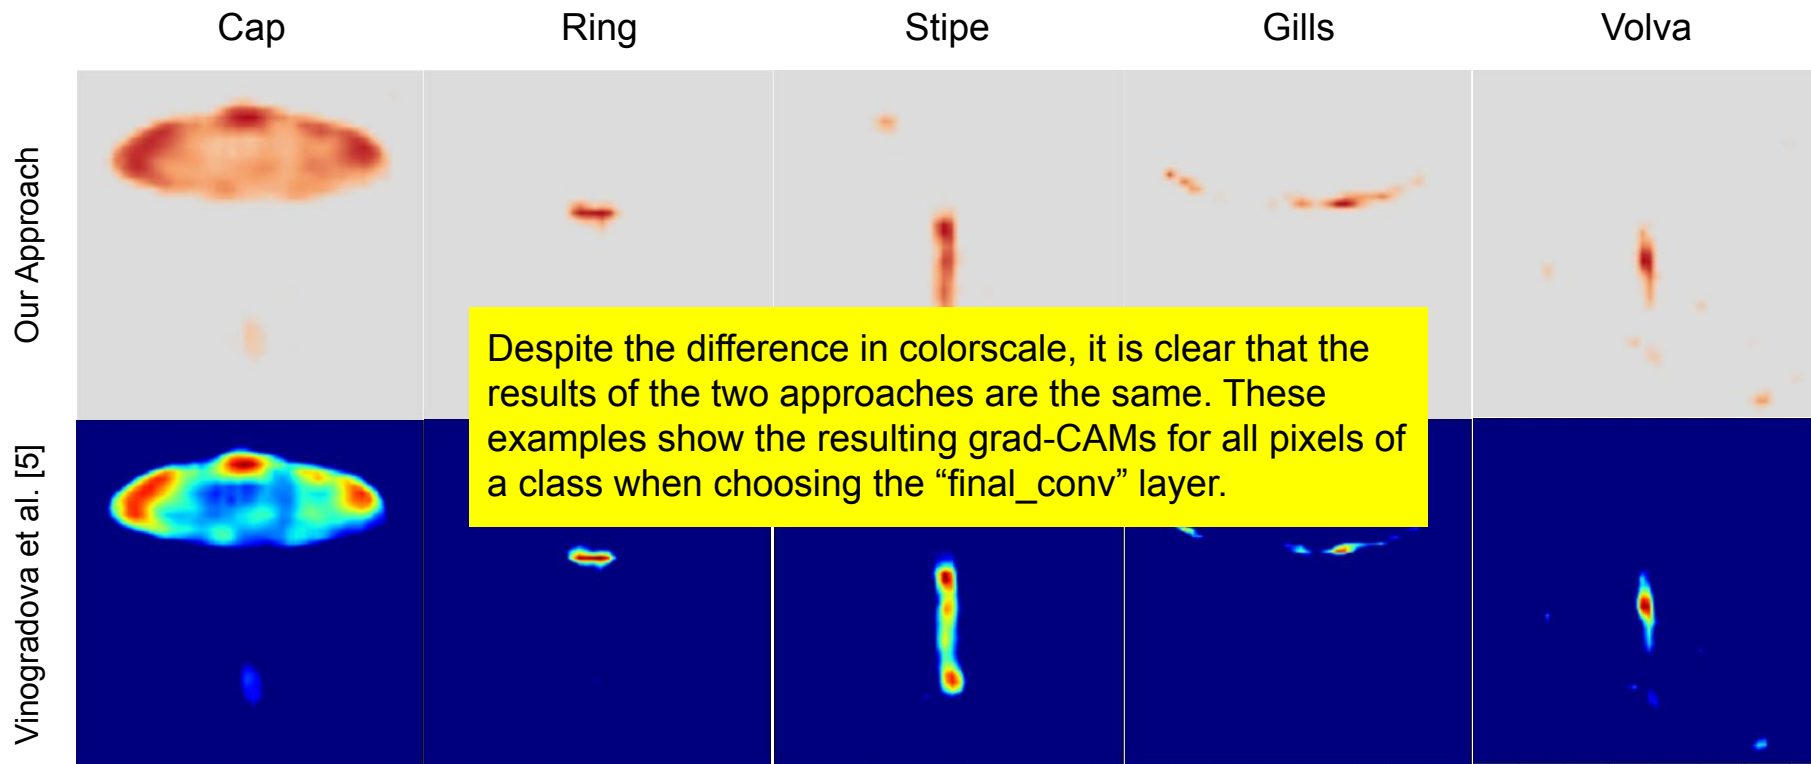 Cap
Ring
Stipe
Gills
Volva
Our Approach
Despite the difference in colorscale, it is clear that the
results of the two approaches are the same. These
examples show the resulting grad-CAMs for all pixels of
a class when choosing the “final_conv” layer.
Vinogradova et al. [5]